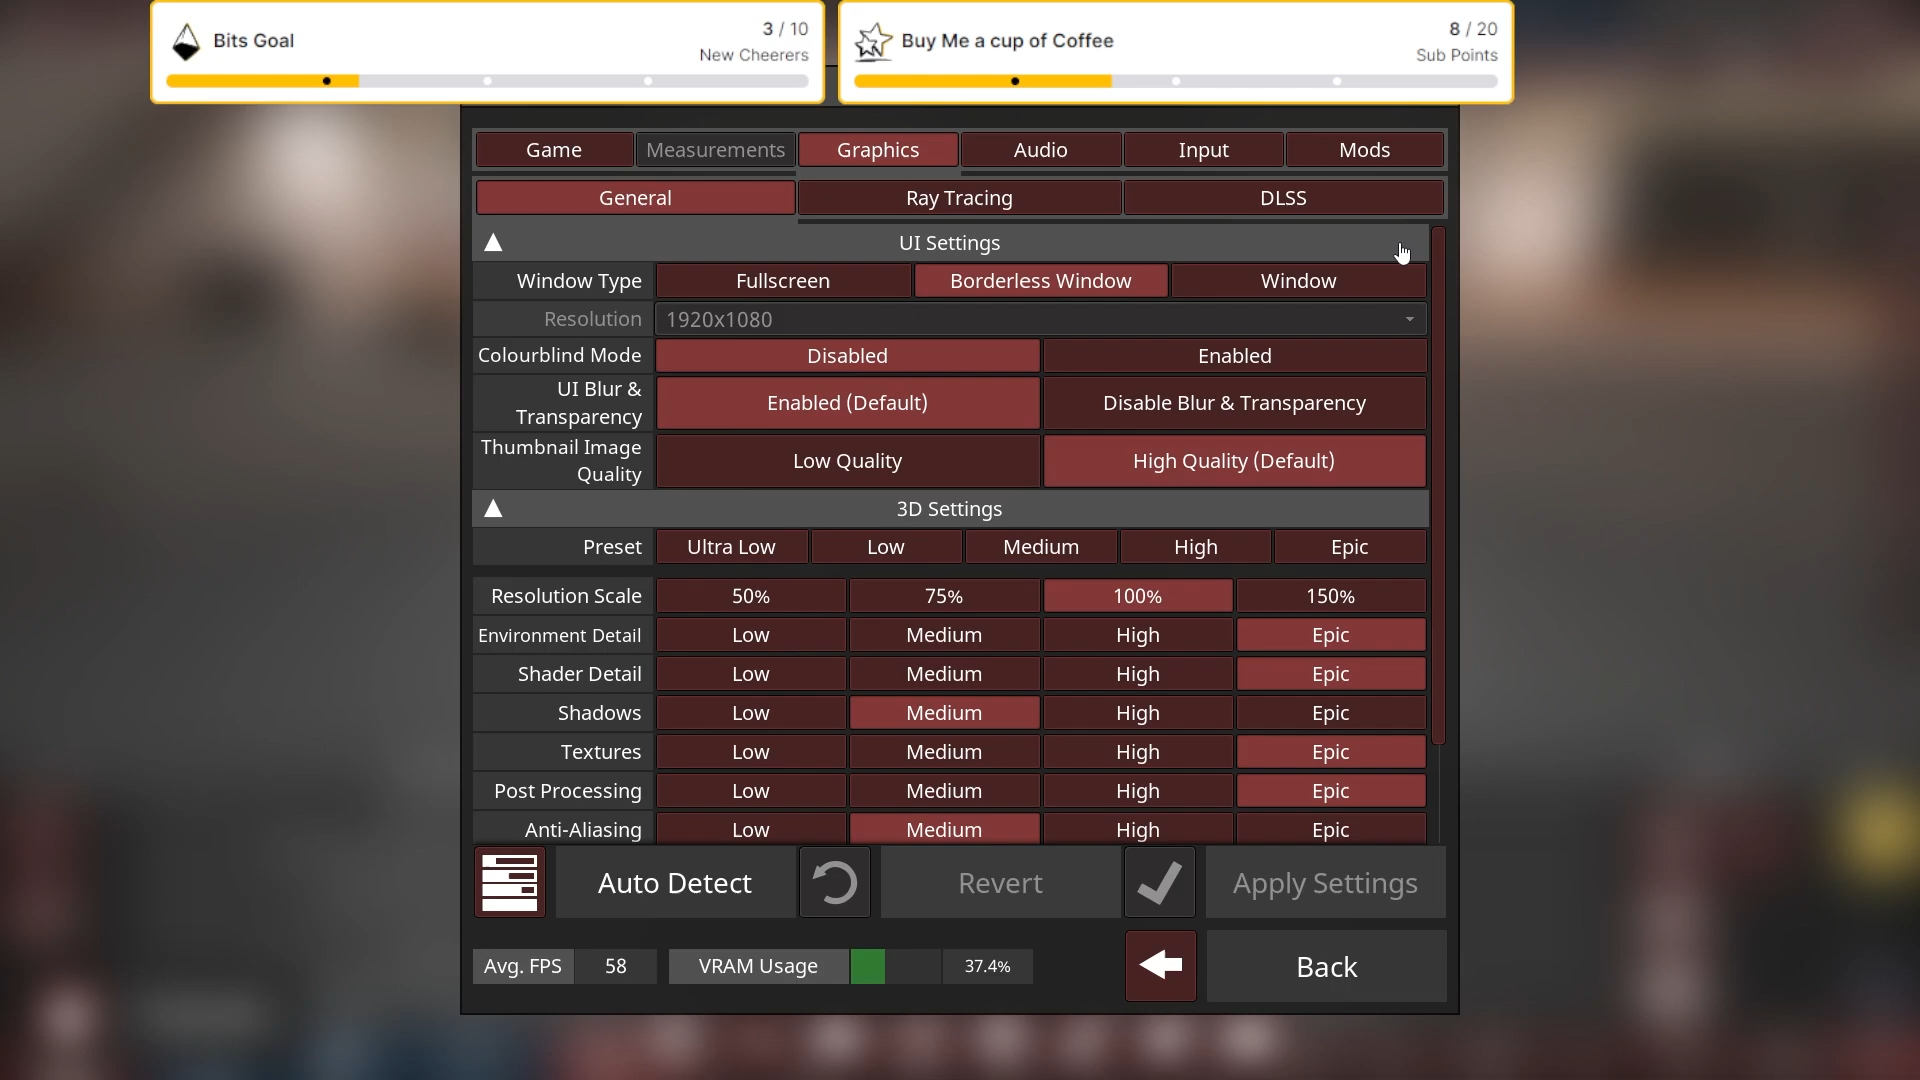 Bits Goal
3 / 10
New Cheerers
Buy Me a cup of Coffee
8 / 20
Sub Points
Game Measurements Graphics Audio Input Mods
General Ray Tracing DLSS
UI Settings
Window Type Fullscreen Borderless Window Window
Resolution 1920x1080
Colourblind Mode Disabled Enabled
UI Blur &
Transparency Enabled (Default) Disable Blur & Transparency
Thumbnail Image
Quality Low Quality High Quality (Default)
3D Settings
Preset Ultra Low Low Medium High Epic
Resolution Scale 50% 75% 100% 150%
Environment Detail Low Medium High Epic
Shader Detail Low Medium High Epic
Shadows Low Medium High Epic
Textures Low Medium High Epic
Post Processing Low Medium High Epic
Anti-Aliasing Low Medium High Epic
Auto Detect Revert Apply Settings
Avg. FPS 58 VRAM Usage 37.4% Back